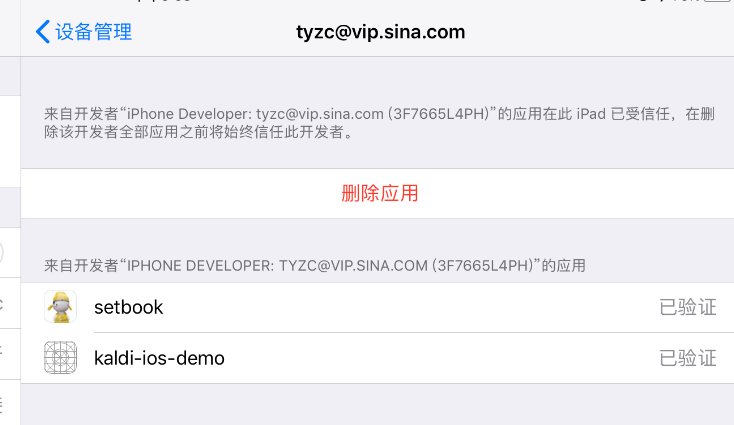 设备管理
tyzc@vip.sina.com
来自开发者“iPhone Developer: tyzc@vip.sina.com (3F7665L4PH)”的应用在此 iPad 已受信任，在删
除该开发者全部应用之前将始终信任此开发者。
删除应用
来自开发者“IPHONE DEVELOPER: TYZC@VIP.SINA.COM (3F7665L4PH)”的应用
setbook
已验证
kaldi-ios-demo
已验证